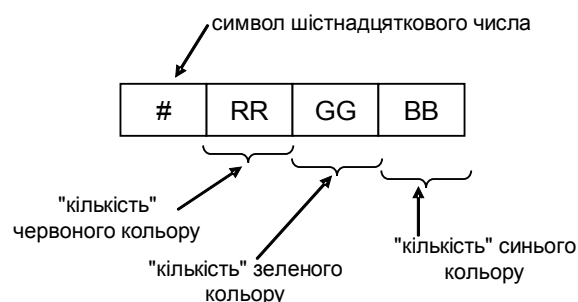 символ шістнадцяткового числа
# RR GG BB
"кількість"
червоного кольору
"кількість" зеленого
кольору
"кількість" синього
кольору